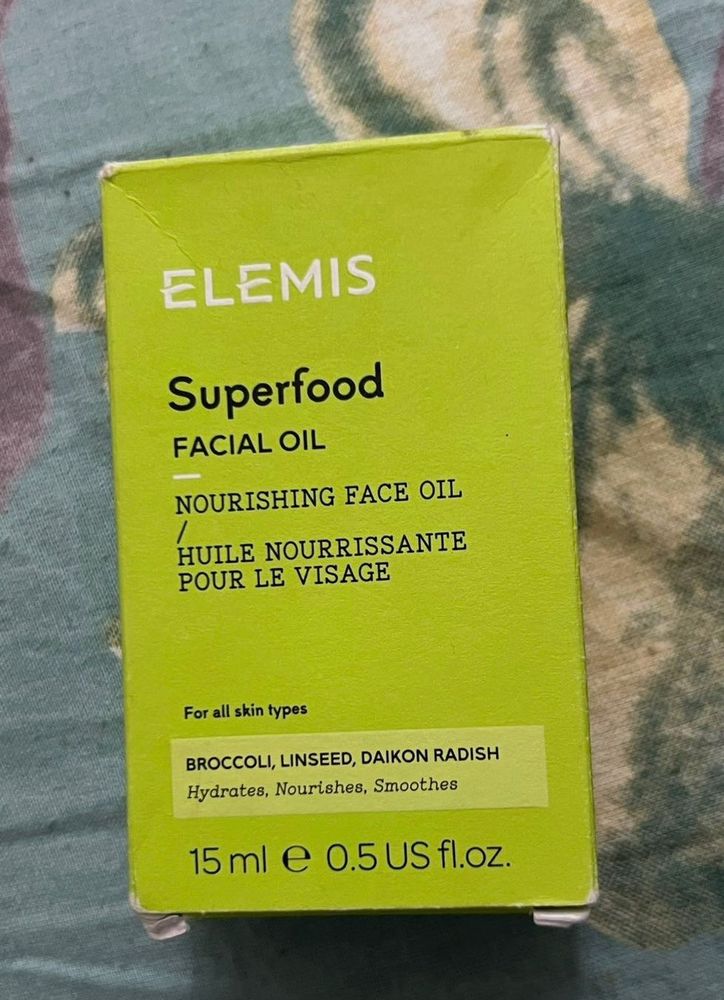 ELEMIS
Superfood
FACIAL OIL
NOURISHING FACE OIL
/
HUILE NOURRISSANTE
POUR LE VISAGE
For all skin types
BROCCOLI, LINSEED, DAIKON RADISH
Hydrates, Nourishes, Smoothes
15 ml ℮ 0.5 US fl.oz.